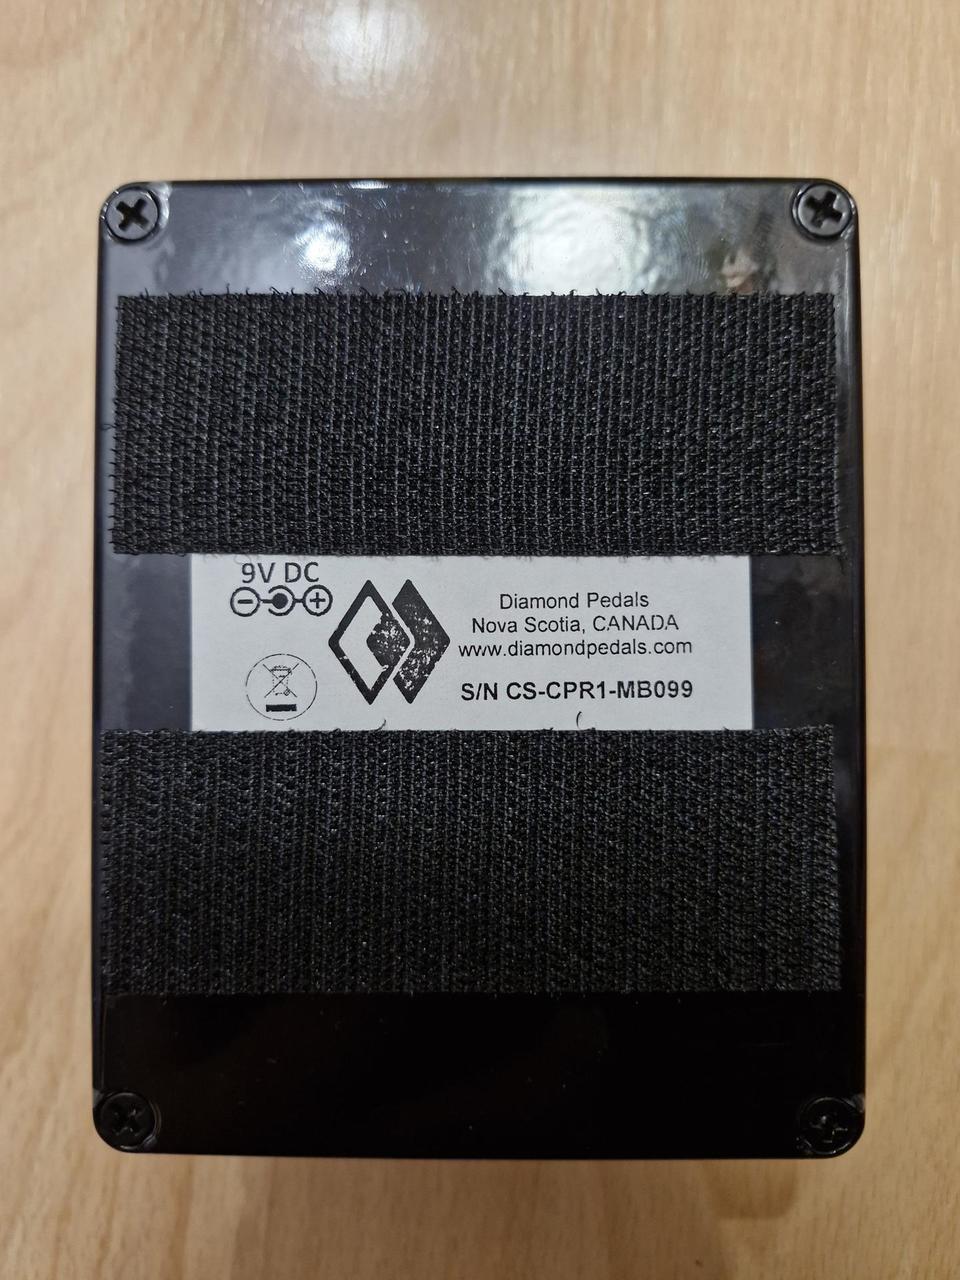 9V DC
Diamond Pedals
Nova Scotia, CANADA
www.diamondpedals.com
S/N CS-CPR1-MB099